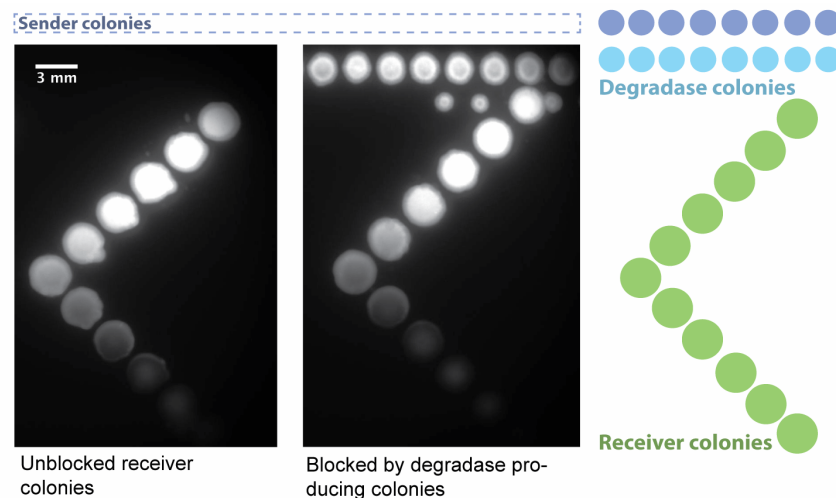 Sender colonies
3 mm
Degradase colonies
Receiver colonies
Unblocked receiver
colonies
Blocked by degradase pro-
ducing colonies